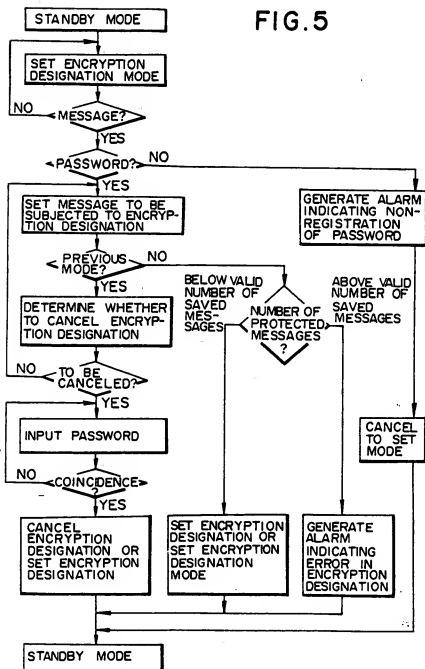 STANDBY MODE
FIG.5
SET ENCRYPTION
DESIGNATION MODE
NO
MESSAGE?
YES
PASSWORD?
NO
YES
SET MESSAGE TO BE
SUBJECTED TO ENCRYP-
TION DESIGNATION
GENERATE ALARM
INDICATING NON-
REGISTRATION
OF PASSWORD
PREVIOUS
MODE?
NO
YES
BELOW VALID
NUMBER OF
SAVED
MES-
SAGES
NUMBER OF
PROTECTED
MESSAGES
?
ABOVE VALID
NUMBER OF
SAVED
MESSAGES
DETERMINE WHETHER
TO CANCEL ENCRYP-
TION DESIGNATION
NO
TO BE
CANCELED?
YES
INPUT PASSWORD
CANCEL
TO SET
MODE
NO
COINCIDENCE
?
YES
CANCEL
ENCRYPTION
DESIGNATION OR
SET ENCRYPTION
DESIGNATION
SET ENCRYPTION
DESIGNATION OR
SET ENCRYPTION
DESIGNATION
MODE
GENERATE
ALARM
INDICATING
ERROR IN
ENCRYPTION
DESIGNATION
STANDBY MODE